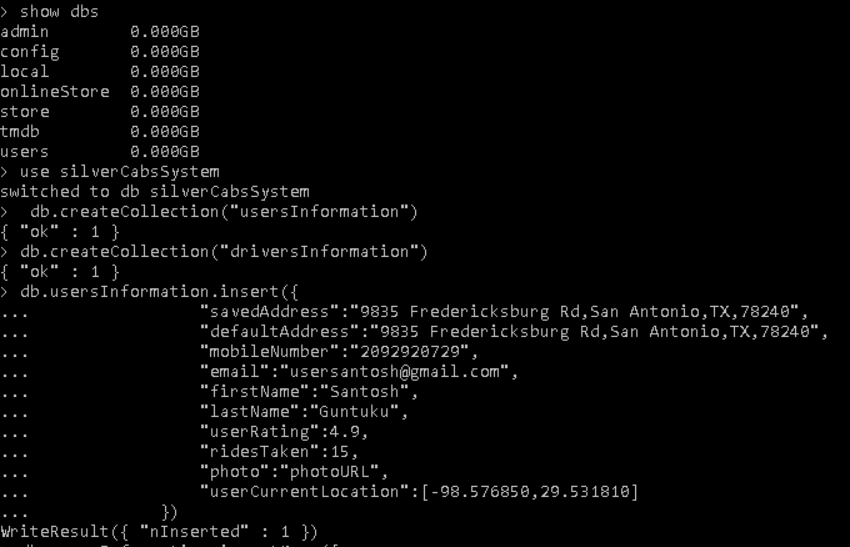 > show dbs
admin 0.000GB
config 0.000GB
local 0.000GB
onlineStore 0.000GB
store 0.000GB
tmdb 0.000GB
users 0.000GB
> use silverCabsSystem
switched to db silverCabsSystem
> db.createCollection("usersInformation")
{ "ok" : 1 }
> db.createCollection("driversInformation")
{ "ok" : 1 }
> db.usersInformation.insert({
... "savedAddress":"9835 Fredericksburg Rd,San Antonio,TX,78240",
... "defaultAddress":"9835 Fredericksburg Rd,San Antonio,TX,78240",
... "mobileNumber":"2092920729",
... "email":"usersantosh@gmail.com",
... "firstName":"Santosh",
... "lastName":"Guntuku",
... "userRating":4.9,
... "ridesTaken":15,
... "photo":"photoURL",
... "userCurrentLocation":[-98.576850,29.531810]
... })
WriteResult({ "nInserted" : 1 })